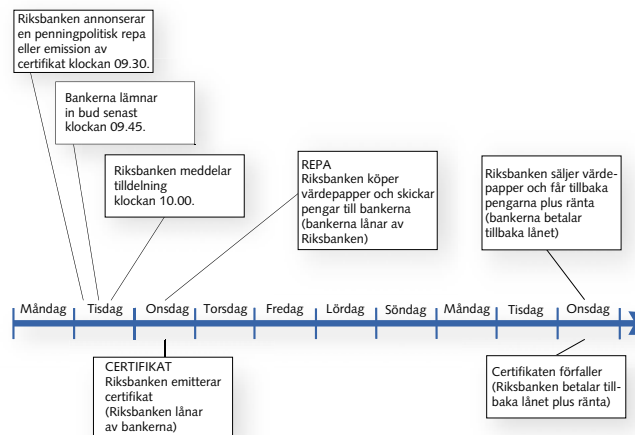 Riksbanken annonserar
en penningpolitisk repa
eller emission av
certifikat klockan 09.30.
Bankerna lämnar
in bud senast
klockan 09.45.
Riksbanken meddelar
tilldelning
klockan 10.00.
REPA
Riksbanken köper
värdepapper och skickar
pengar till bankerna
(bankerna lånar av
Riksbanken)
Riksbanken säljer värde-
papper och får tillbaka
pengarna plus ränta
(bankerna betalar
tillbaka lånet)
Måndag Tisdag Onsdag Torsdag Fredag Lördag Söndag Måndag Tisdag Onsdag
CERTIFIKAT
Riksbanken emitterar
certifikat
(Riksbanken lånar
av bankerna)
Certifikaten förfaller
(Riksbanken betalar till-
baka lånet plus ränta)